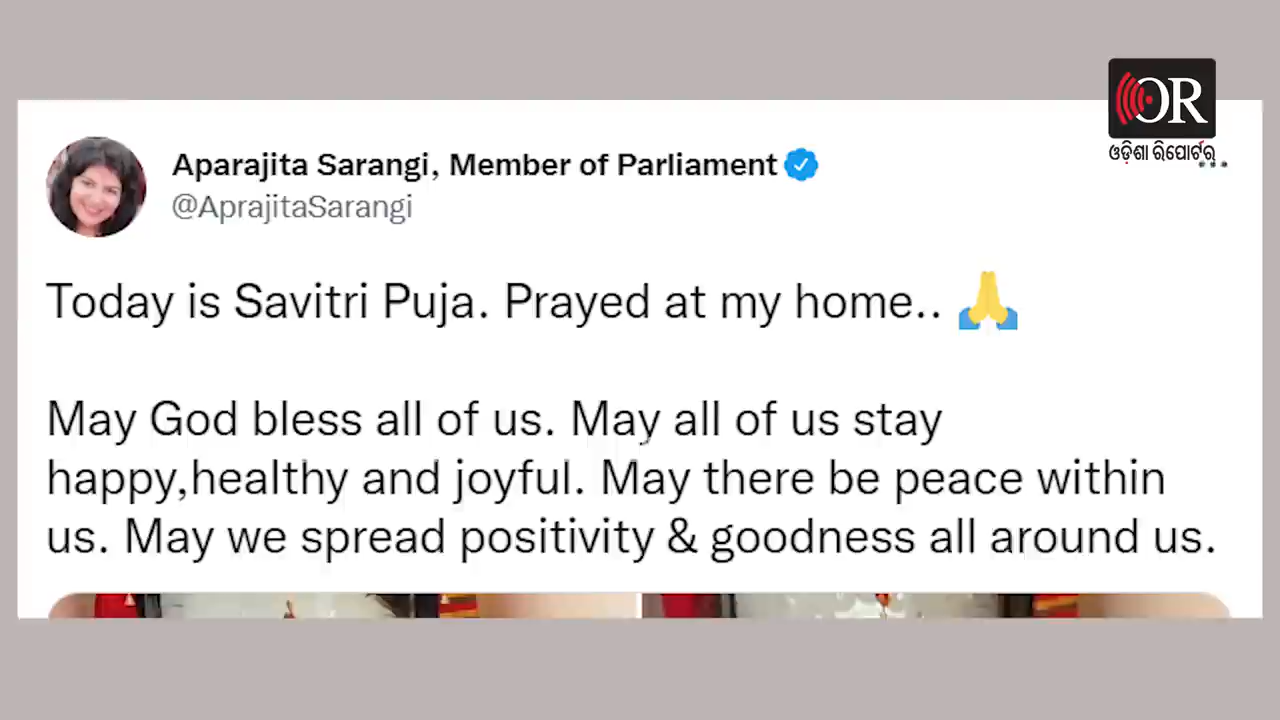 OR
ଓଡ଼ିଶା ରିପୋର୍ଟର୍...
Aparajita Sarangi, Member of Parliament
@AprajitaSarangi
Today is Savitri Puja. Prayed at my home.. 🙏
May God bless all of us. May all of us stay
happy,healthy and joyful. May there be peace within
us. May we spread positivity & goodness all around us.